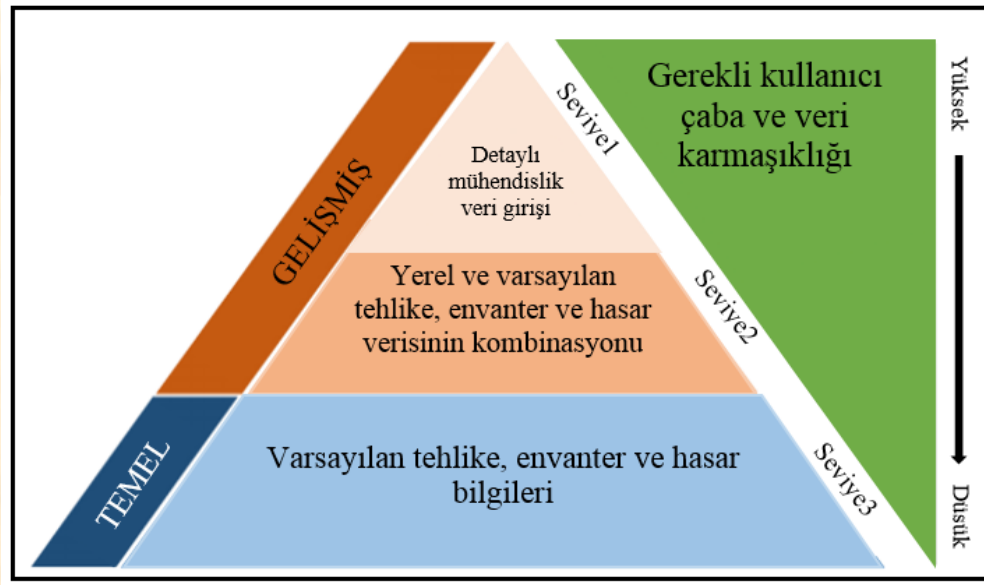 GELİŞMİŞ
TEMEL
Detaylı
mühendislik
veri girişi
Yerel ve varsayılan
tehlike, envanter ve hasar
verisinin kombinasyonu
Varsayılan tehlike, envanter ve hasar
bilgileri
Seviye1
Seviye2
Seviye3
Gerekli kullanıcı
çaba ve veri
karmaşıklığı
Yüksek
Düsük